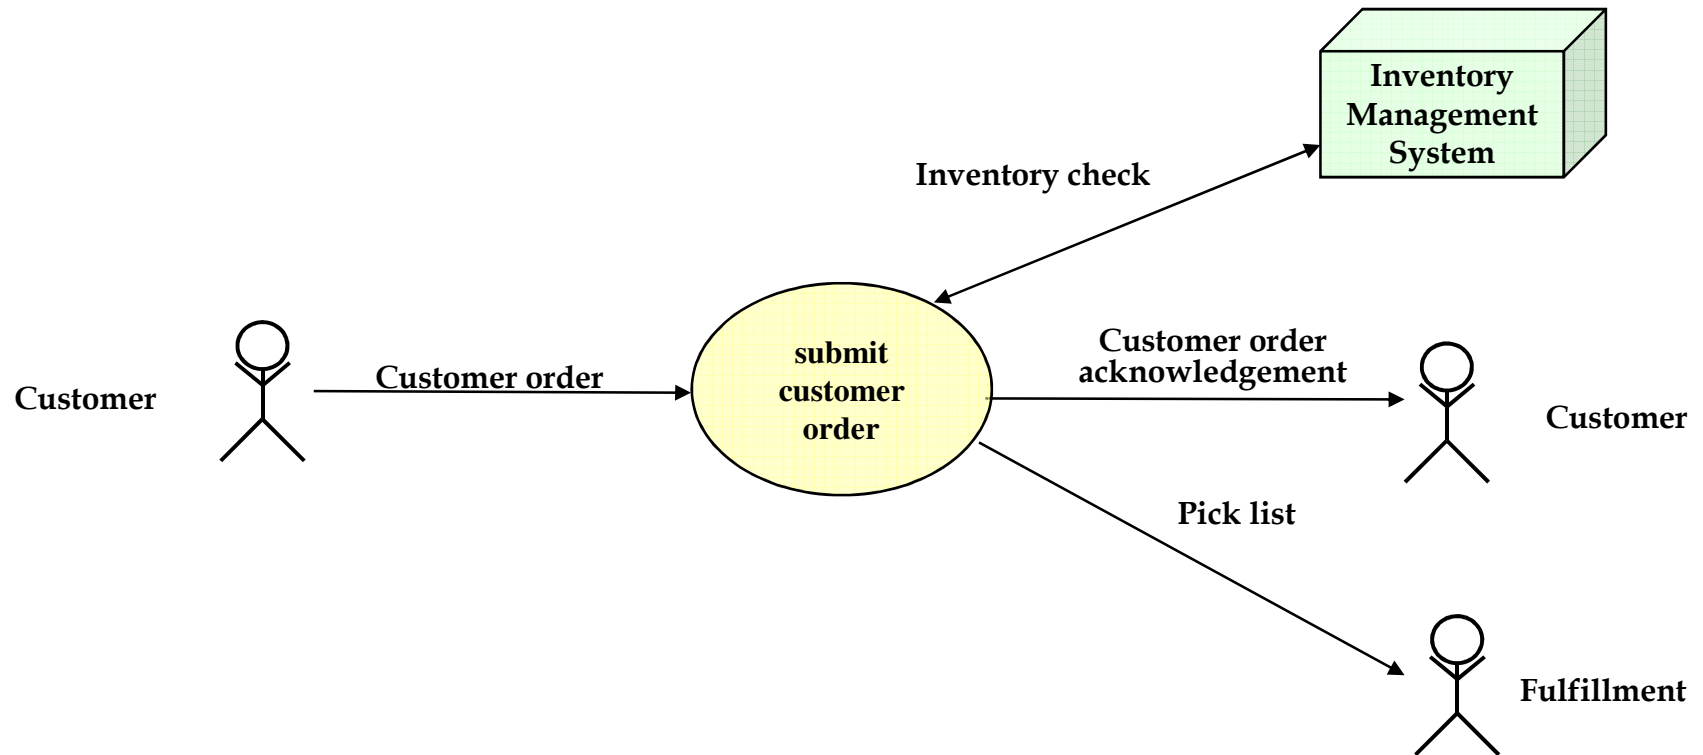 Inventory
Management
System
Inventory check
Customer
Customer order
submit
customer
order
Customer order
acknowledgement
Customer
Pick list
Fulfillment